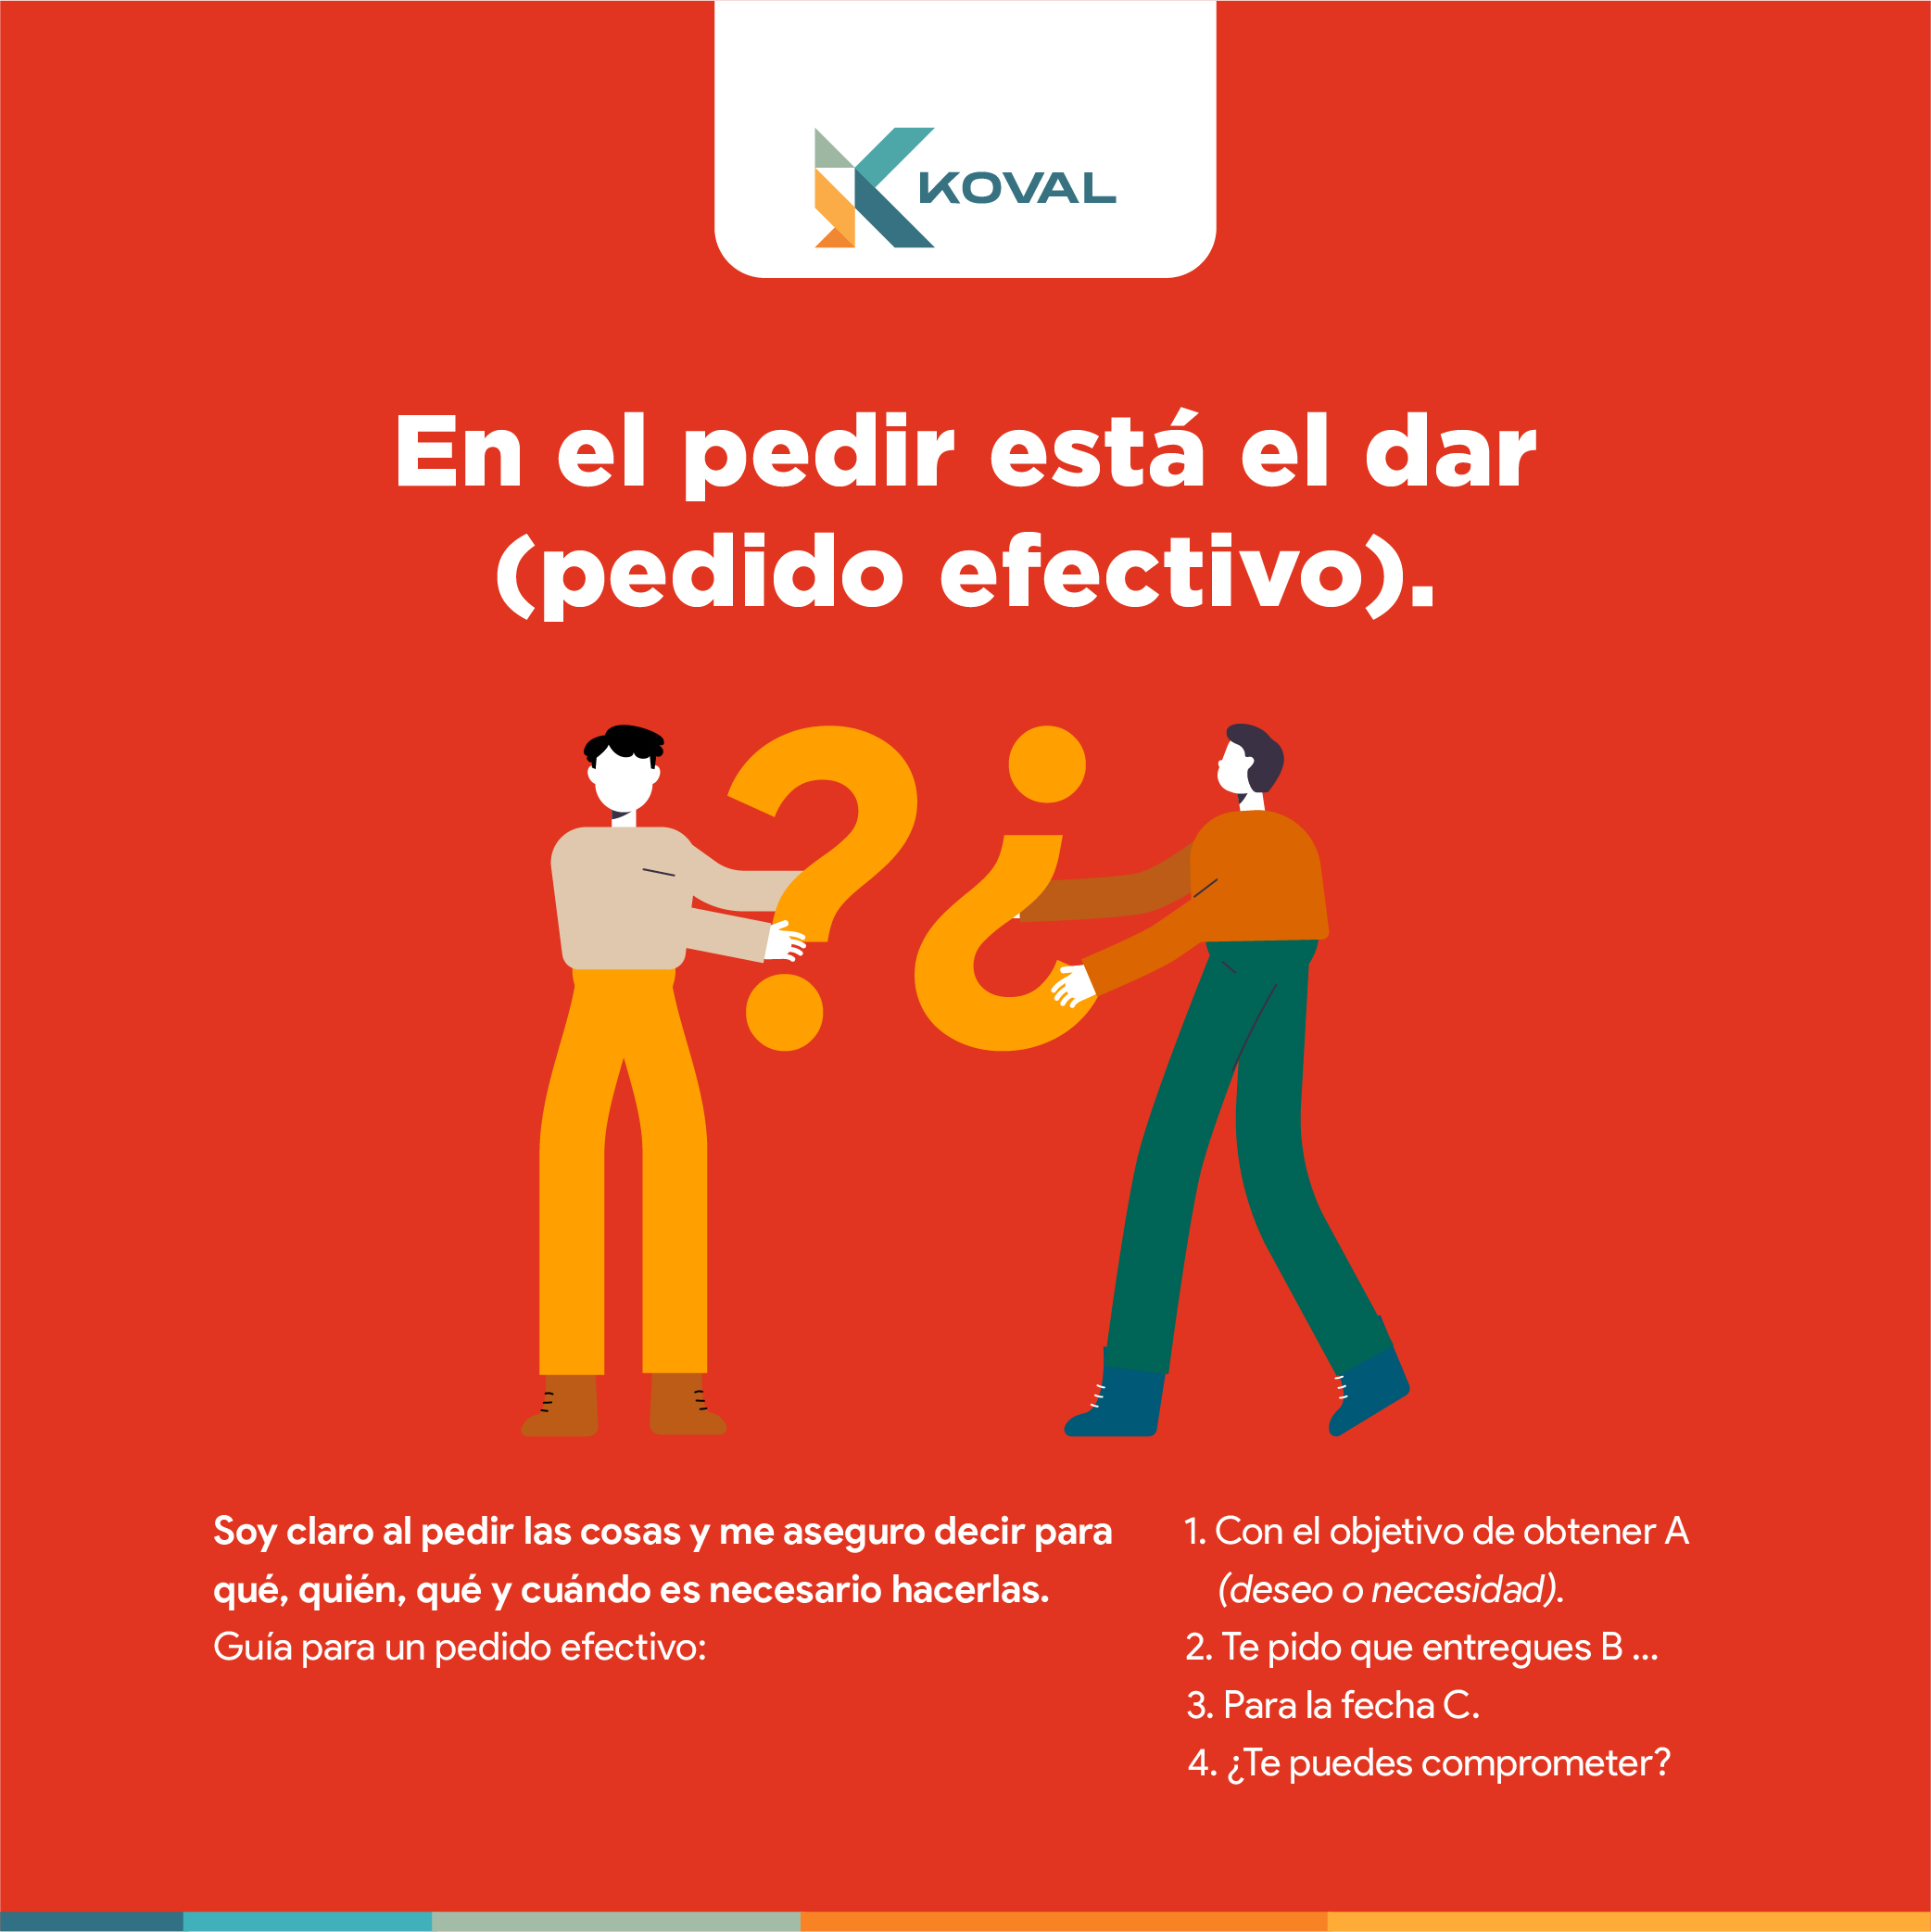 KOVAL
En el pedir está el dar
(pedido efectivo).
Soy claro al pedir las cosas y me aseguro decir para
qué, quién, qué y cuándo es necesario hacerlas.
Guía para un pedido efectivo:
1. Con el objetivo de obtener A
(deseo o necesidad).
2. Te pido que entregues B ...
3. Para la fecha C.
4. ¿Te puedes comprometer?